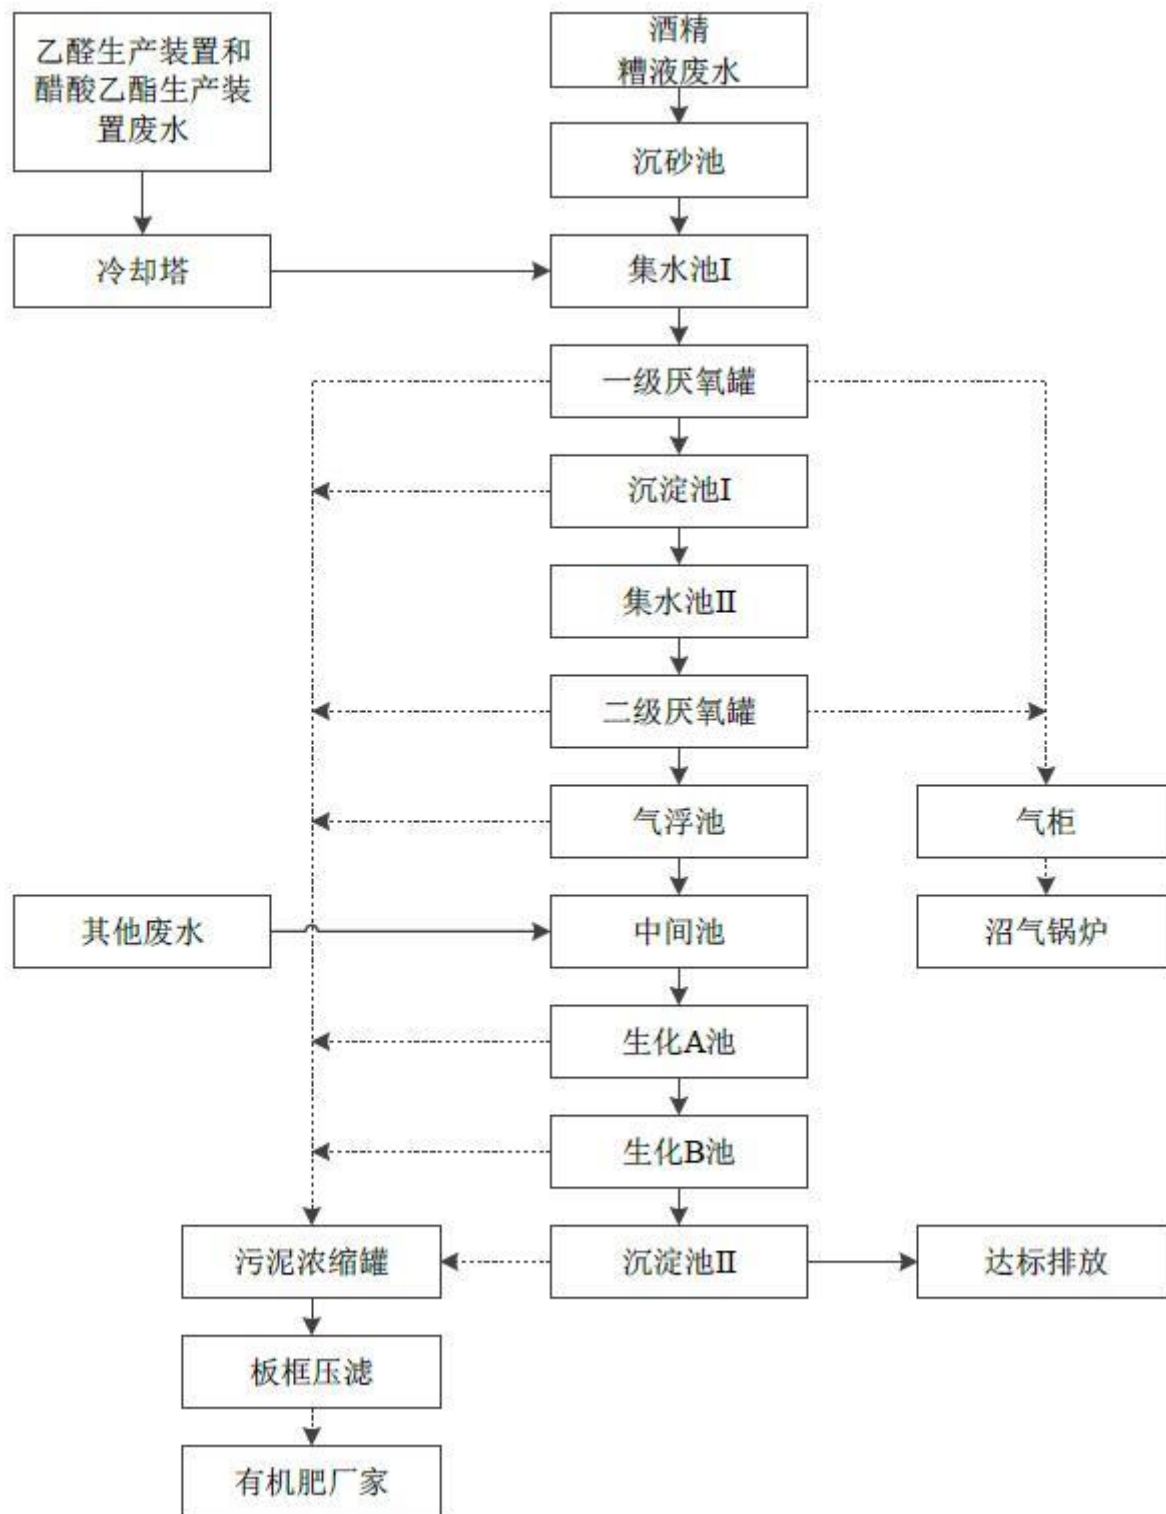 乙醛生产装置和
醋酸乙酯生产装
置废水
酒精
糟液废水
沉砂池
冷却塔
集水池Ⅰ
一级厌氧罐
沉淀池Ⅰ
集水池Ⅱ
二级厌氧罐
气浮池
气柜
其他废水
中间池
沼气锅炉
生化A池
生化B池
污泥浓缩罐
沉淀池Ⅱ
达标排放
板框压滤
有机肥厂家